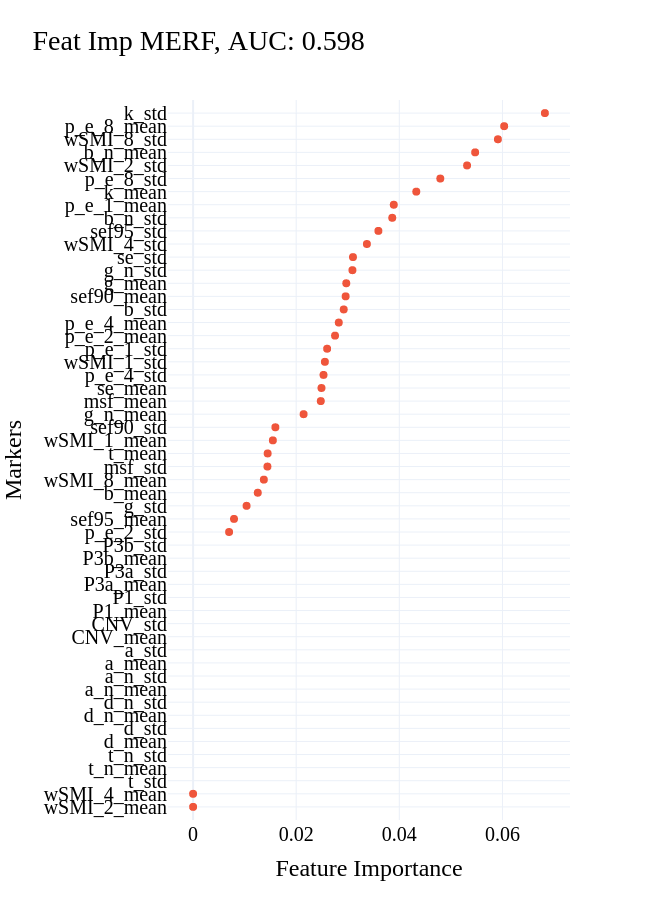 Feat Imp MERF, AUC: 0.598
k_std
p_e_8_mean
wSMI_8_std
b_n_mean
wSMI_2_std
p_e_8_std
k_mean
p_e_1_mean
b_n_std
sef95_std
wSMI_4_std
se_std
g_n_std
g_mean
sef90_mean
b_std
p_e_4_mean
p_e_2_mean
p_e_1_std
wSMI_1_std
p_e_4_std
se_mean
msf_mean
g_n_mean
sef90_std
wSMI_1_mean
t_mean
msf_std
wSMI_8_mean
b_mean
g_std
sef95_mean
p_e_2_std
P3b_std
P3b_mean
P3a_std
P3a_mean
P1_std
P1_mean
CNV_std
CNV_mean
a_std
a_mean
a_n_std
a_n_mean
d_n_std
d_n_mean
d_std
d_mean
t_n_std
t_n_mean
t_std
wSMI_4_mean
wSMI_2_mean
Markers
0 0.02 0.04 0.06
Feature Importance